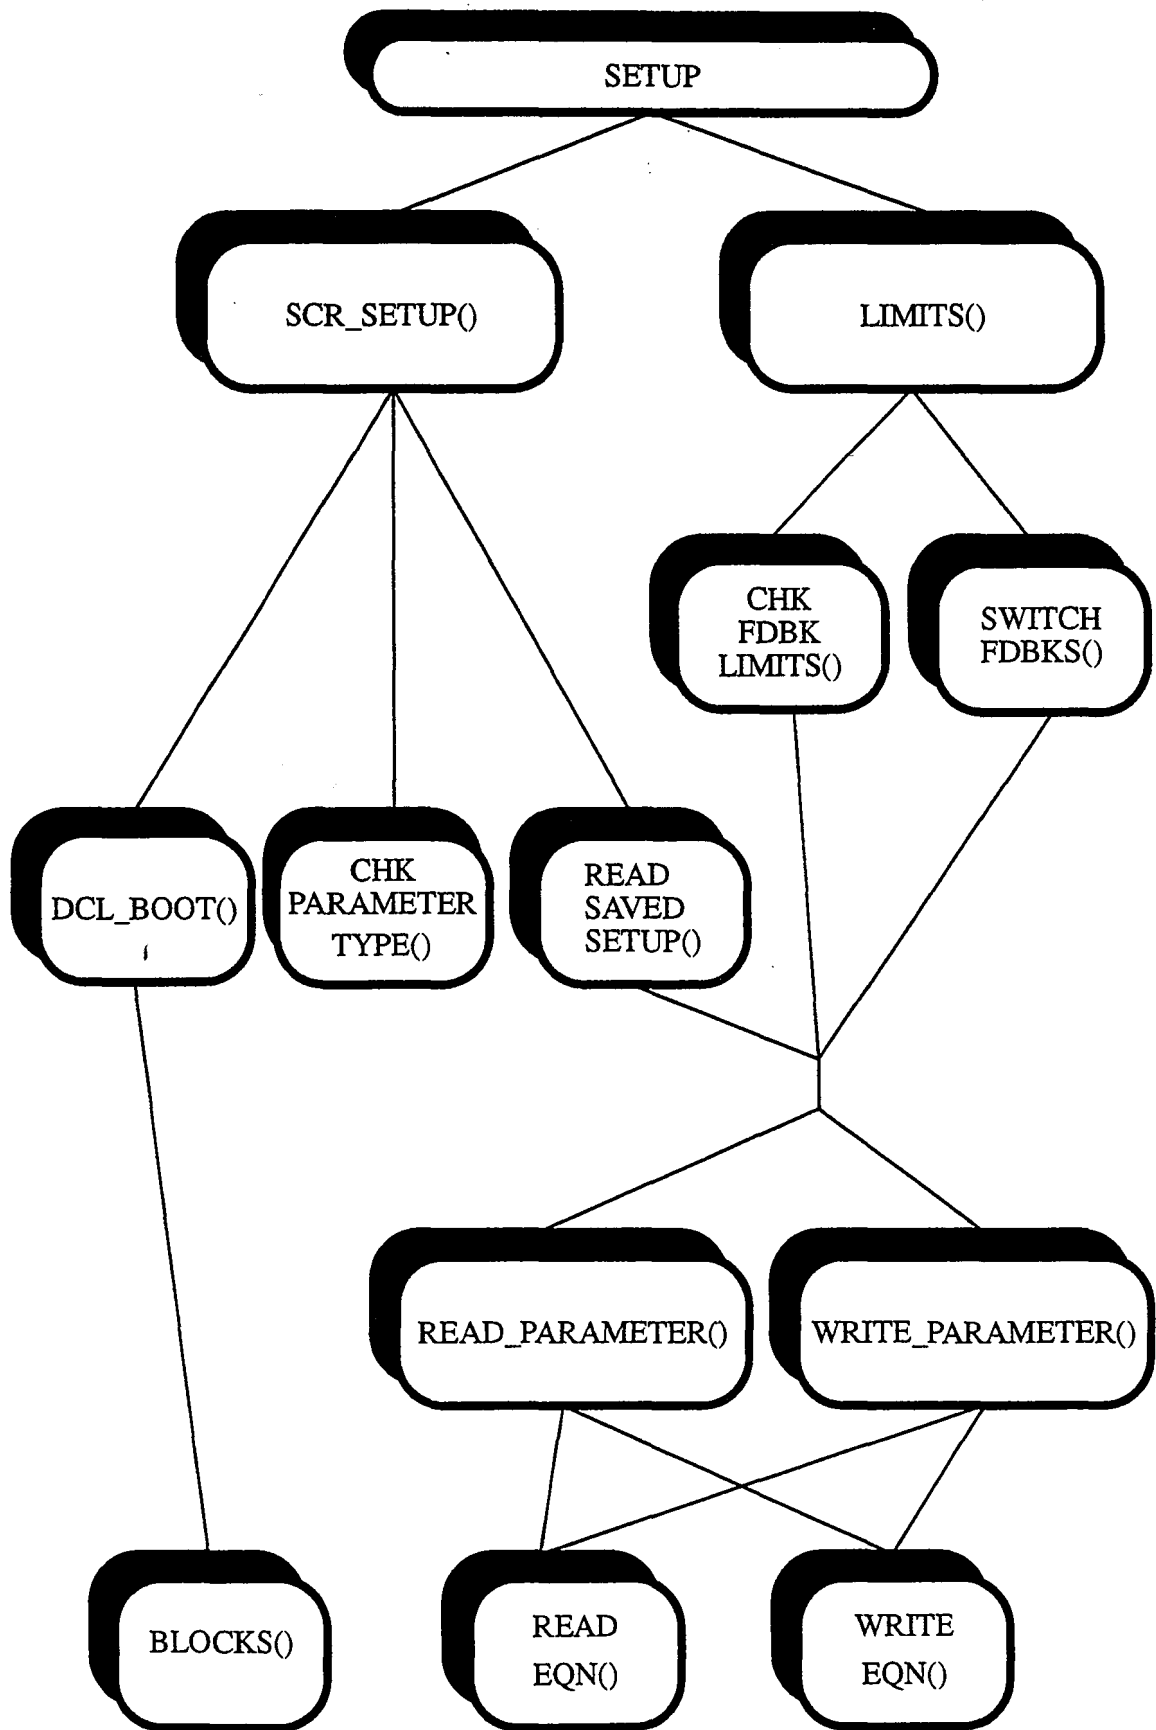 SETUP
SCR_SETUP()
LIMITS()
CHK
FDBK
LIMITS()
SWITCH
FDBKS()
DCL_BOOT()
CHK
PARAMETER
TYPE()
READ
SAVED
SETUP()
READ_PARAMETER()
WRITE_PARAMETER()
BLOCKS()
READ
EQN()
WRITE
EQN()